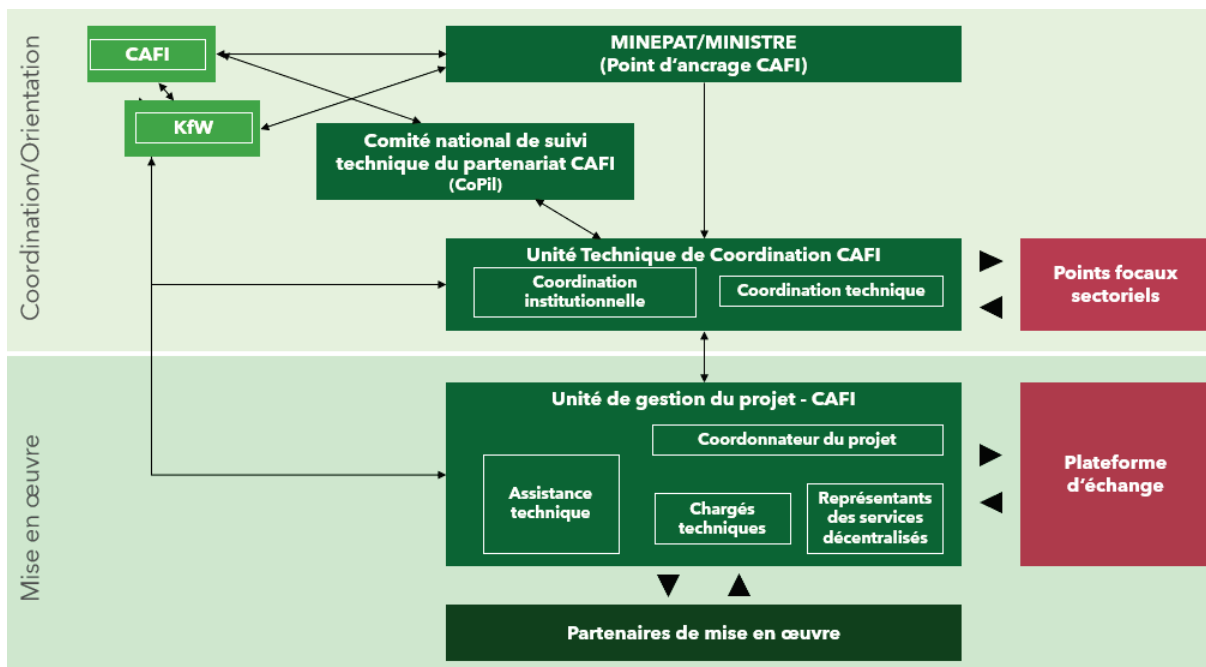 Coordination/Orientation
CAFI
KfW
MINEPAT/MINISTRE
(Point d‘ancrage CAFI)
Comité national de suivi
technique du partenariat CAFI
(CoPil)
Unité Technique de Coordination CAFI
Coordination
institutionnelle
Coordination technique
Points focaux
sectoriels
Mise en œuvre
Unité de gestion du projet - CAFI
Coordonnateur du projet
Assistance
technique
Chargés
techniques
Représentants
des services
décentralisés
Plateforme
d‘échange
Partenaires de mise en œuvre